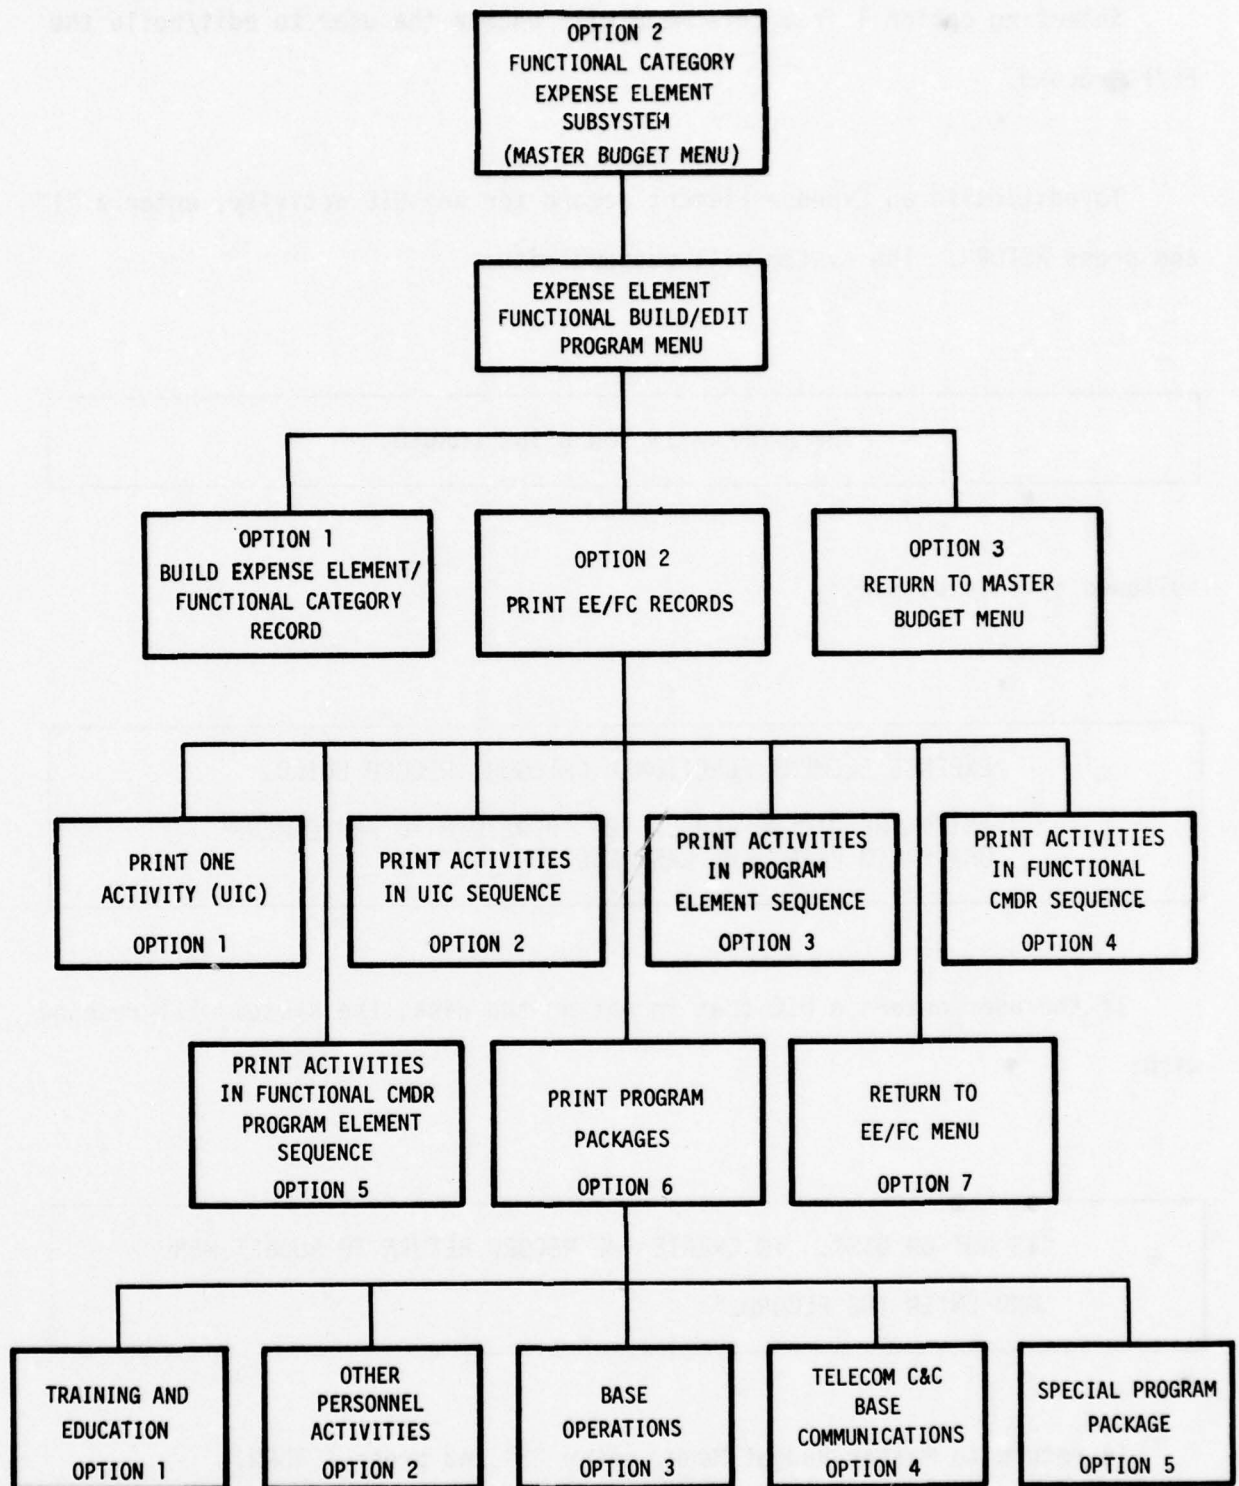 OPTION 2
FUNCTIONAL CATEGORY
EXPENSE ELEMENT
SUBSYSTEM
(MASTER BUDGET MENU)
EXPENSE ELEMENT
FUNCTIONAL BUILD/EDIT
PROGRAM MENU
OPTION 1
BUILD EXPENSE ELEMENT/
FUNCTIONAL CATEGORY
RECORD
OPTION 2
PRINT EE/FC RECORDS
OPTION 3
RETURN TO MASTER
BUDGET MENU
PRINT ONE
ACTIVITY (UIC)
OPTION 1
PRINT ACTIVITIES
IN UIC SEQUENCE
OPTION 2
PRINT ACTIVITIES
IN PROGRAM
ELEMENT SEQUENCE
OPTION 3
PRINT ACTIVITIES
IN FUNCTIONAL
CMDR SEQUENCE
OPTION 4
PRINT ACTIVITIES
IN FUNCTIONAL CMDR
PROGRAM ELEMENT
SEQUENCE
OPTION 5
PRINT PROGRAM
PACKAGES
OPTION 6
RETURN TO
EE/FC MENU
OPTION 7
TRAINING AND
EDUCATION
OPTION 1
OTHER
PERSONNEL
ACTIVITIES
OPTION 2
BASE
OPERATIONS
OPTION 3
TELECOM C&C
BASE
COMMUNICATIONS
OPTION 4
SPECIAL PROGRAM
PACKAGE
OPTION 5